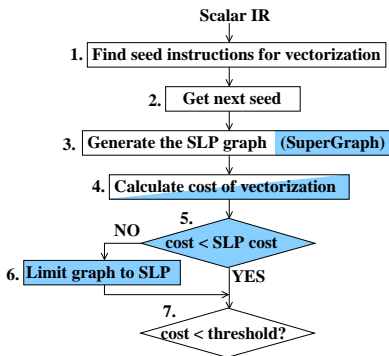 Scalar IR
1. Find seed instructions for vectorization
2. Get next seed
3. Generate the SLP graph (SuperGraph)
4. Calculate cost of vectorization
5.
NO
cost < SLP cost
6. Limit graph to SLP
YES
7.
cost < threshold?